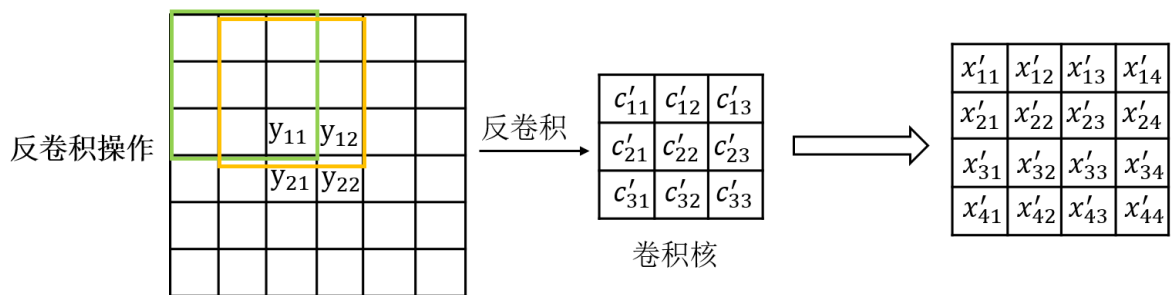 反卷积操作
y₁₁ y₁₂
y₂₁ y₂₂
反卷积
c′₁₁ c′₁₂ c′₁₃
c′₂₁ c′₂₂ c′₂₃
c′₃₁ c′₃₂ c′₃₃
卷积核
x′₁₁ x′₁₂ x′₁₃ x′₁₄
x′₂₁ x′₂₂ x′₂₃ x′₂₄
x′₃₁ x′₃₂ x′₃₃ x′₃₄
x′₄₁ x′₄₂ x′₄₃ x′₄₄